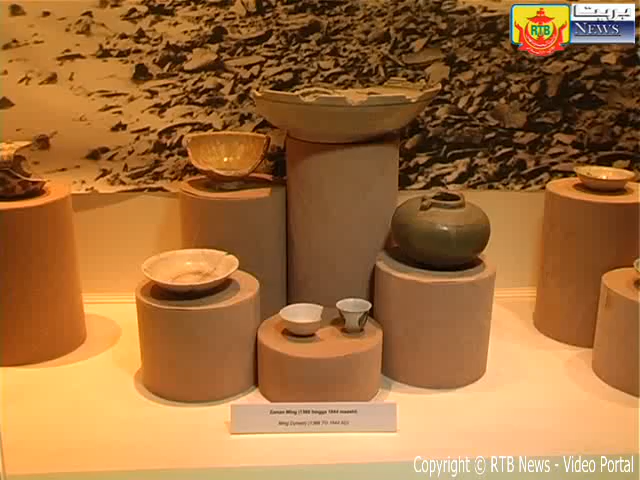 RTB
بريتا
NEWS
Zaman Ming (1368 hingga 1644 masehi)
Ming Dynasty (1368 TO 1644 AD)
Copyright © RTB News - Video Portal